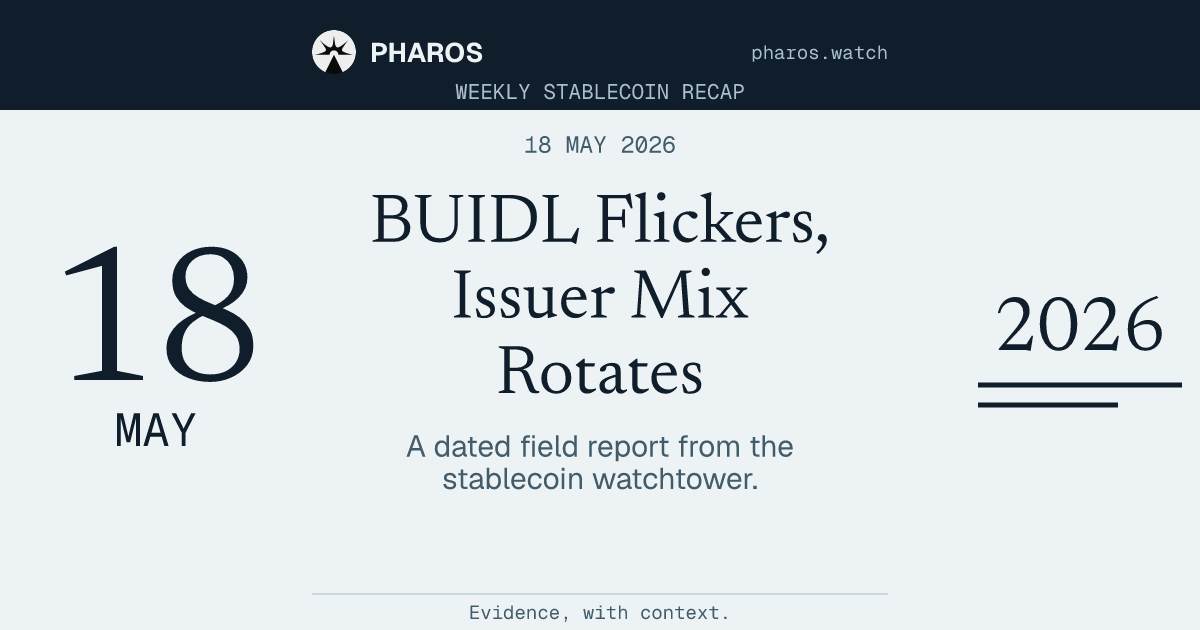 PHAROS
pharos.watch
WEEKLY STABLECOIN RECAP
18 MAY 2026
BUIDL Flickers,
Issuer Mix
Rotates
A dated field report from the
stablecoin watchtower.
18
MAY
2026
Evidence, with context.